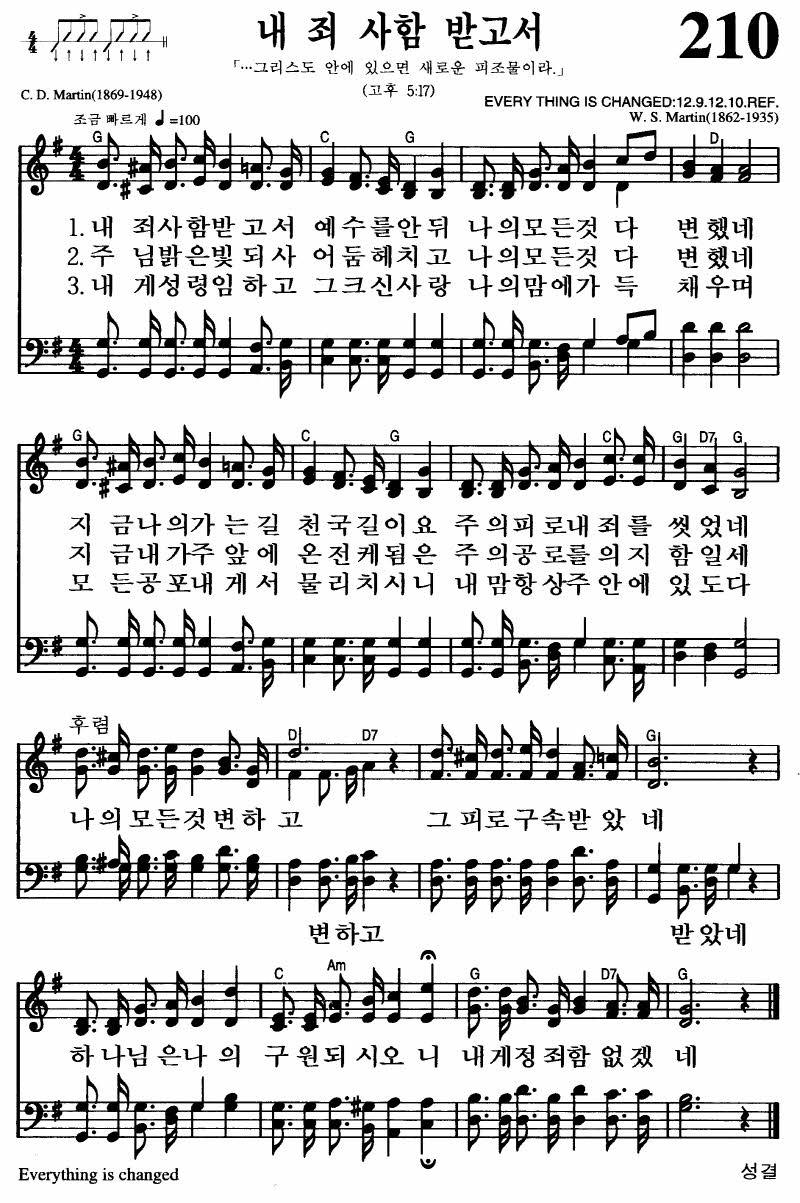 내 죄 사함 받고서
210
「…그리스도 안에 있으면 새로운 피조물이라.」
(고후 5:17)
C. D. Martin(1869-1948)
EVERY THING IS CHANGED:12.9.12.10.REF.
조금 빠르게 ♩=100
W. S. Martin(1862-1935)
4/4
G C G D
1. 내 죄사함받고서 예수를안뒤 나의모든것 다 변했네
2. 주 님밝은빛되사 어둠헤치고 나의모든것 다 변했네
3. 내 게성령임하고 그크신사랑 나의맘에가 득 채우며
G C G C G D7 G
지 금나의가는길 천국길이요 주의피로내죄를 씻었네
지 금내가주앞에 온전케됨은 주의공로를의지 함일세
모 든공포내게서 물리치시니 내맘항상주안에 있도다
후렴
D D7 G
나의모든것변하고 그피로구속받았네
변하고 받았네
C Am G D7 G
하나님은나의 구원되시오니 내게정죄함없겠네
Everything is changed
성결